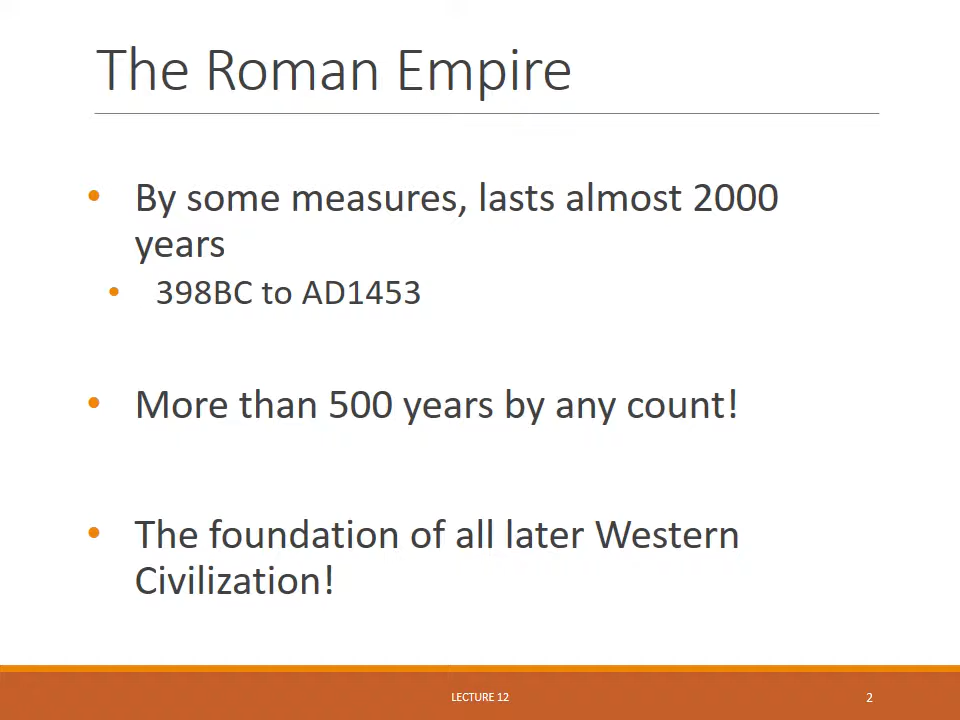 The Roman Empire
• By some measures, lasts almost 2000
years
• 398BC to AD1453
• More than 500 years by any count!
• The foundation of all later Western
Civilization!
LECTURE 12
2